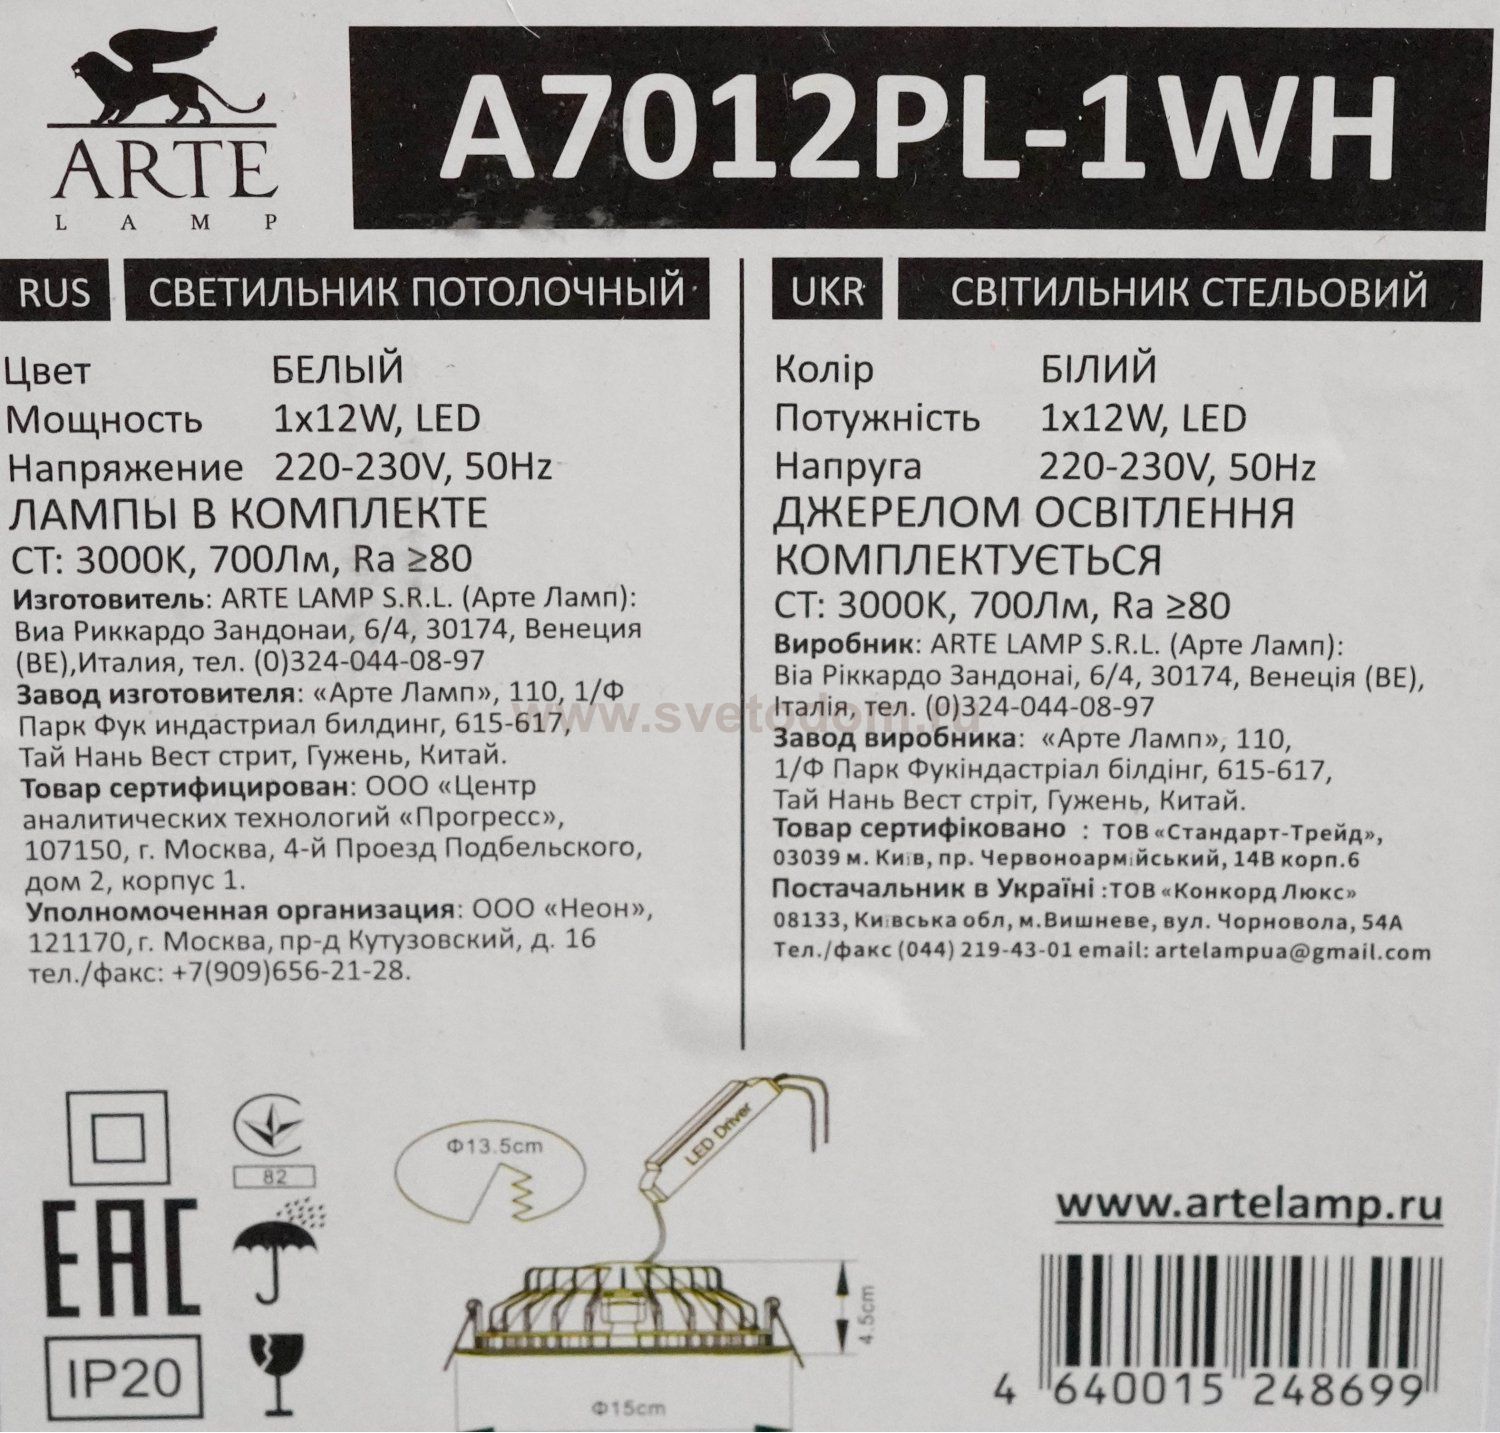 ARTE
LAMP
A7012PL-1WH
RUS СВЕТИЛЬНИК ПОТОЛОЧНЫЙ
Цвет БЕЛЫЙ
Мощность 1x12W, LED
Напряжение 220-230V, 50Hz
ЛАМПЫ В КОМПЛЕКТЕ
CT: 3000K, 700Лм, Ra ≥80
Изготовитель: ARTE LAMP S.R.L. (Арте Ламп):
Виа Риккардо Зандонаи, 6/4, 30174, Венеция
(ВЕ),Италия, тел. (0)324-044-08-97
Завод изготовителя: «Арте Ламп», 110, 1/Ф
Парк Фук индастриал билдинг, 615-617,
Тай Нань Вест стрит, Гужень, Китай.
Товар сертифицирован: ООО «Центр
аналитических технологий «Прогресс»,
107150, г. Москва, 4-й Проезд Подбельского,
дом 2, корпус 1.
Уполномоченная организация: ООО «Неон»,
121170, г. Москва, пр-д Кутузовский, д. 16
тел./факс: +7(909)656-21-28.
UKR СВІТИЛЬНИК СТЕЛЬОВИЙ
Колір БІЛИЙ
Потужність 1x12W, LED
Напруга 220-230V, 50Hz
ДЖЕРЕЛОМ ОСВІТЛЕННЯ
КОМПЛЕКТУЄТЬСЯ
CT: 3000K, 700Лм, Ra ≥80
Виробник: ARTE LAMP S.R.L. (Арте Ламп):
Віа Ріккардо Зандонаі, 6/4, 30174, Венеція (ВЕ),
Італія, тел. (0)324-044-08-97
Завод виробника: «Арте Ламп», 110,
1/Ф Парк Фукіндастріал білдінг, 615-617,
Тай Нань Вест стріт, Гужень, Китай.
Товар сертифіковано : ТОВ «Стандарт-Трейд»,
03039 м. Київ, пр. Червоноармійський, 14В корп.6
Постачальник в Україні :ТОВ «Конкорд Люкс»
08133, Київська обл, м.Вишневе, вул. Чорновола, 54А
Тел./факс (044) 219-43-01 email: artelampua@gmail.com
www.svetodom.ru
82
EAC
IP20
Φ13.5cm
LED Driver
4.5cm
Φ15cm
www.artelamp.ru
4 640015 248699